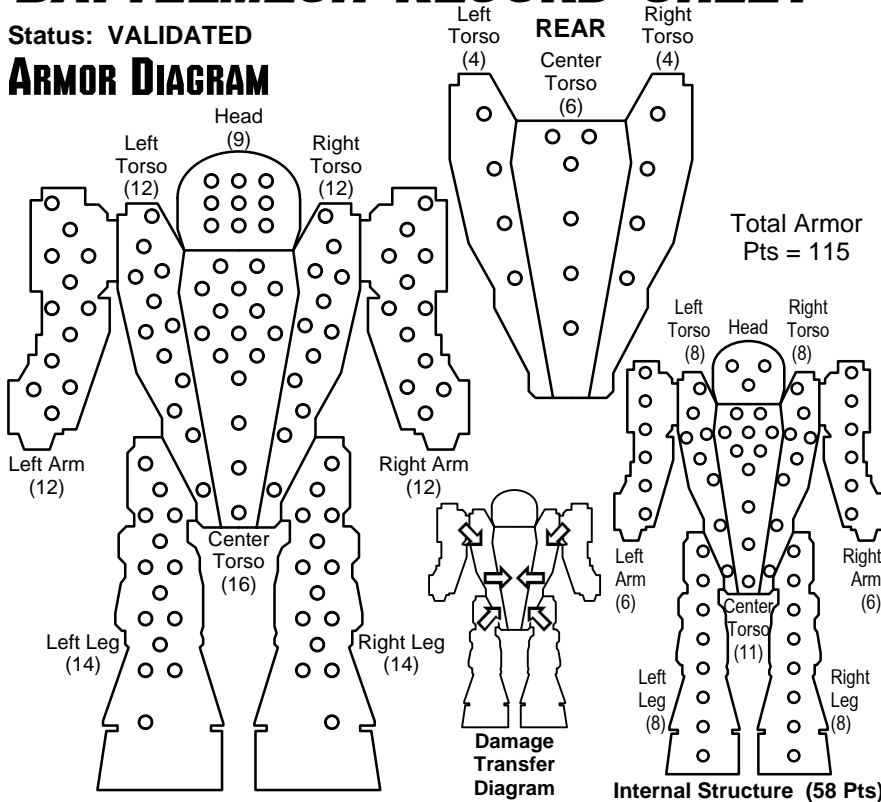 BATTLEMECH RECORD SHEET
Status: VALIDATED
ARMOR DIAGRAM
Head
(9)
Left
Torso
(12)
Right
Torso
(12)
Left Arm
(12)
Right Arm
(12)
Center
Torso
(16)
Left Leg
(14)
Right Leg
(14)
REAR
Left
Torso
(4)
Center
Torso
(6)
Right
Torso
(4)
Total Armor
Pts = 115
Damage
Transfer
Diagram
Left
Torso
(8)
Head
Right
Torso
(8)
Left
Arm
(6)
Right
Arm
(6)
Center
Torso
(11)
Left
Leg
(8)
Right
Leg
(8)
Internal Structure (58 Pts)